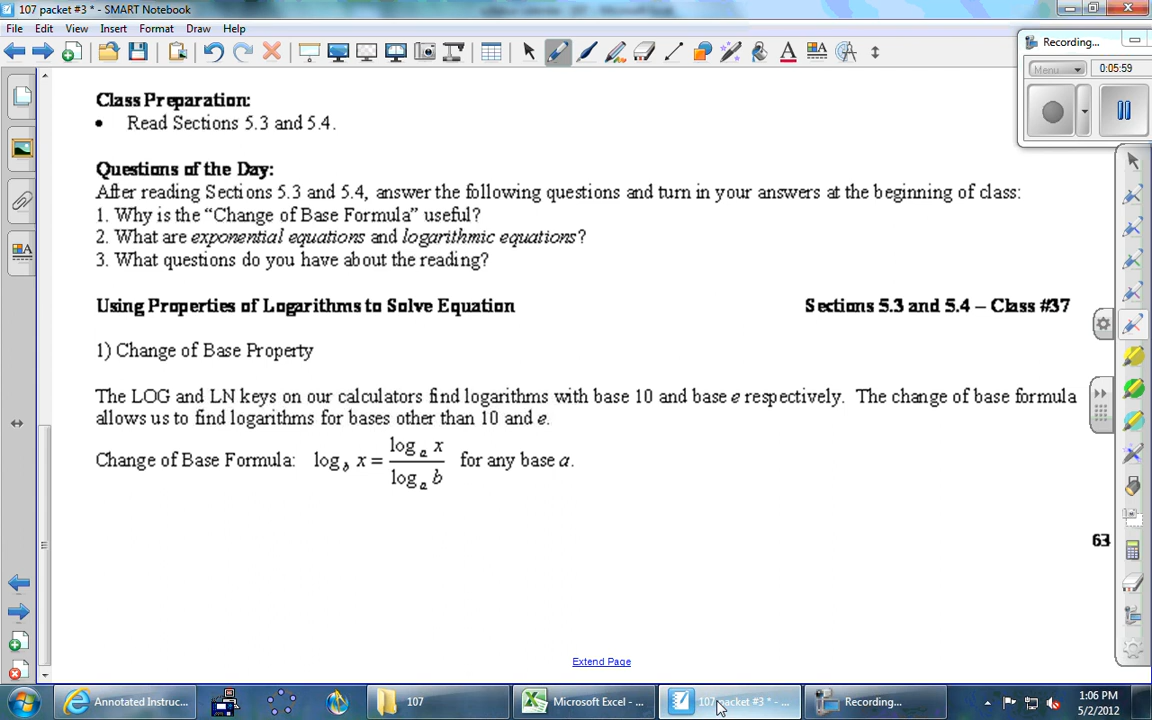 107 packet #3 * - SMART Notebook
File Edit View Insert Format Draw Help
Recording...
Menu 0:05:59
Class Preparation:
• Read Sections 5.3 and 5.4.
Questions of the Day:
After reading Sections 5.3 and 5.4, answer the following questions and turn in your answers at the beginning of class:
1. Why is the “Change of Base Formula” useful?
2. What are exponential equations and logarithmic equations?
3. What questions do you have about the reading?
Using Properties of Logarithms to Solve Equation Sections 5.3 and 5.4 – Class #37
1) Change of Base Property
The LOG and LN keys on our calculators find logarithms with base 10 and base e respectively. The change of base formula
allows us to find logarithms for bases other than 10 and e.
Change of Base Formula: log_b x = (log_a x)/(log_a b) for any base a.
63
Extend Page
Annotated Instruc... 107 Microsoft Excel - ... 107 packet #3 * - ... Recording... 1:06 PM
5/2/2012